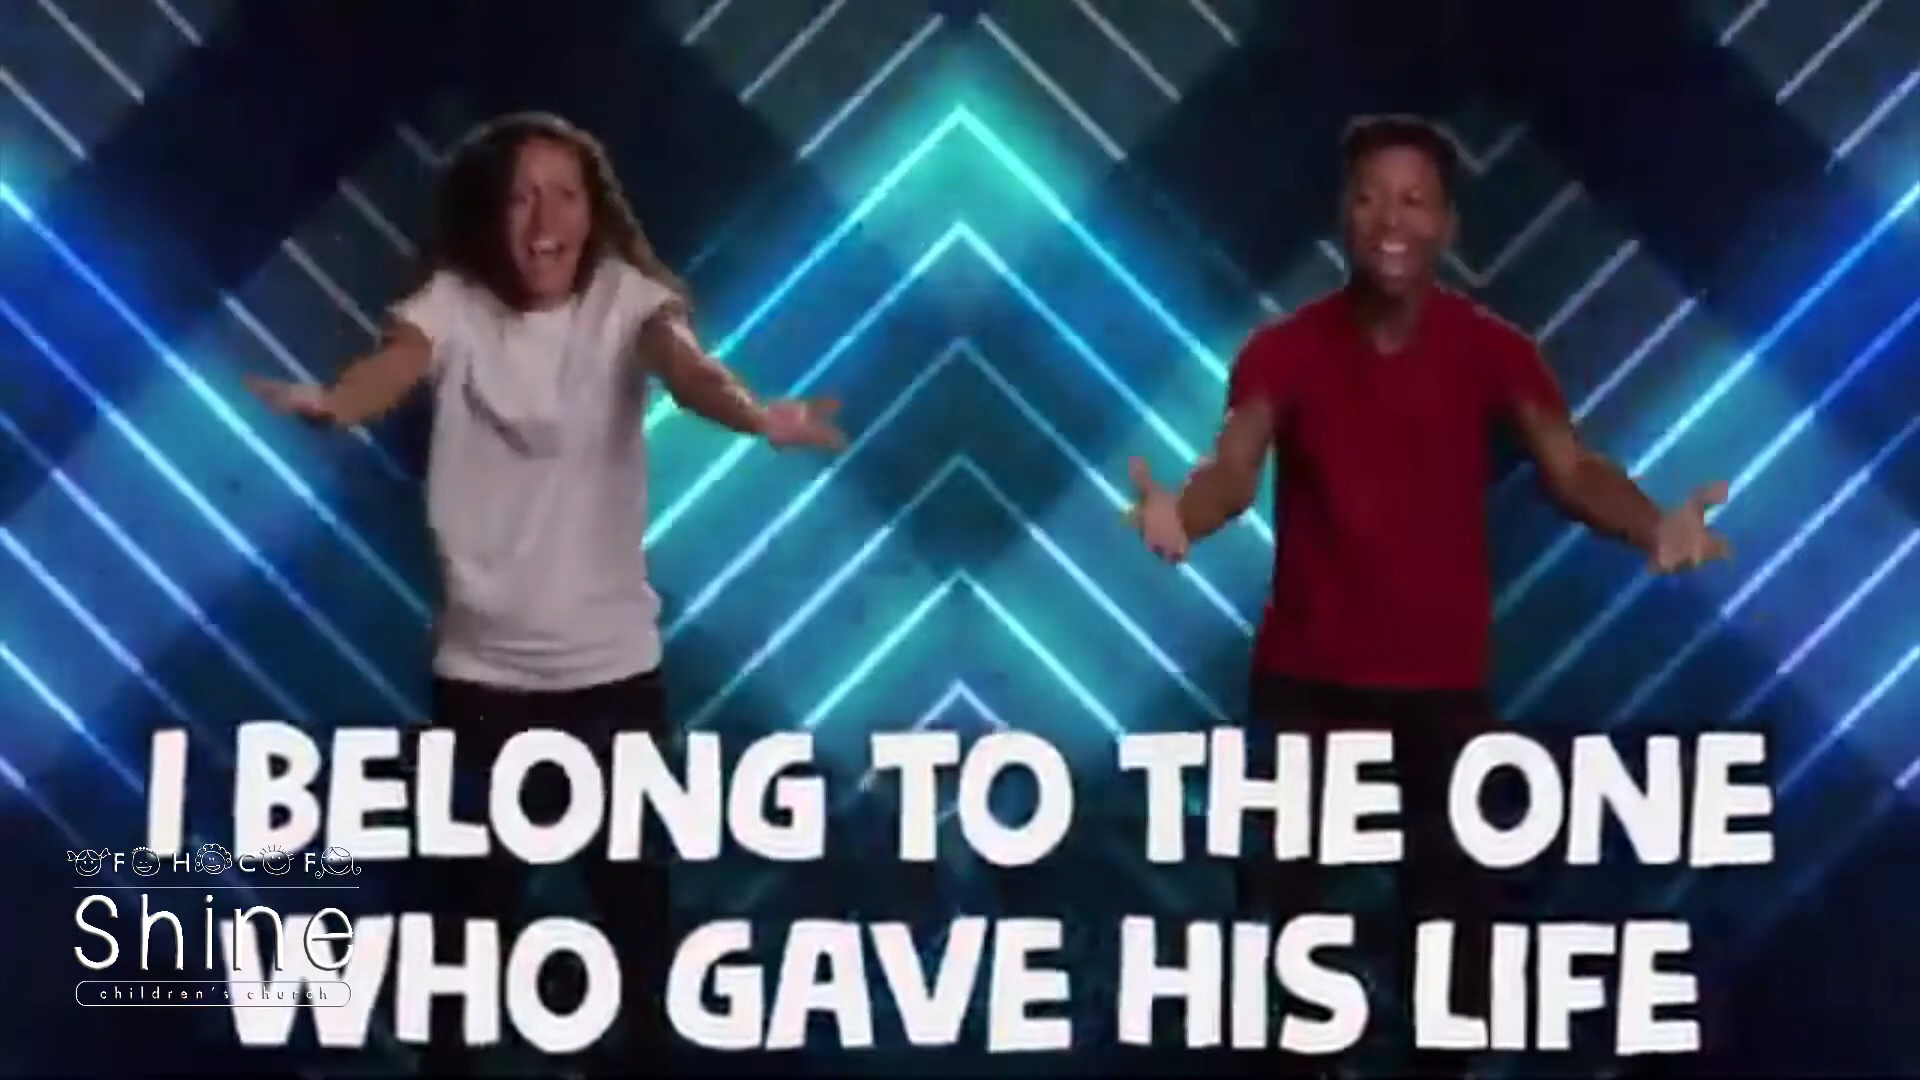 I BELONG TO THE ONE
WHO GAVE HIS LIFE
F H C F
Shine
children's church